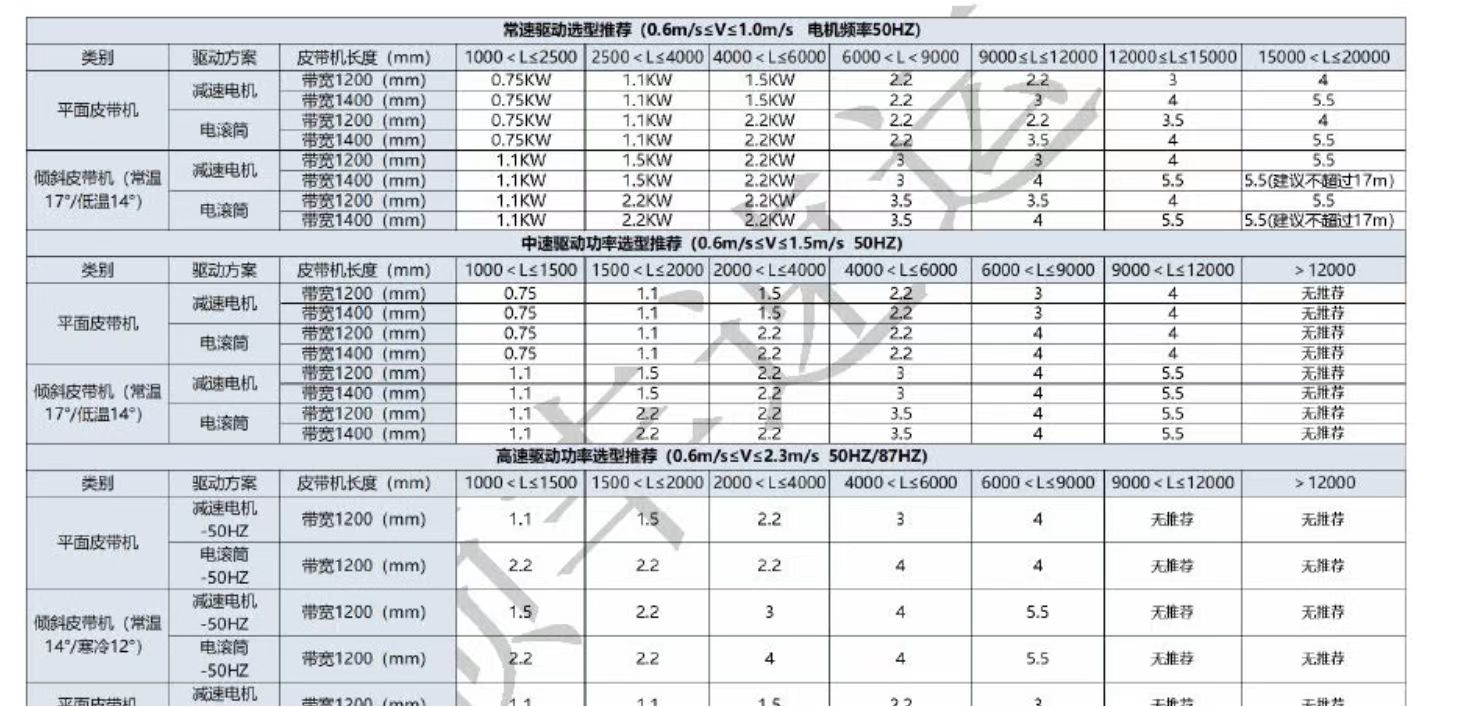 常速驱动选型推荐（0.6m/s≤V≤1.0m/s 电机频率50HZ）
类别 驱动方案 皮带机长度（mm） 1000＜L≤2500 2500＜L≤4000 4000＜L≤6000 6000＜L＜9000 9000≤L≤12000 12000≤L≤15000 15000＜L≤20000
平面皮带机 减速电机 带宽1200（mm） 0.75KW 1.1KW 1.5KW 2.2 2.2 3 4
带宽1400（mm） 0.75KW 1.1KW 1.5KW 2.2 3 4 5.5
电滚筒 带宽1200（mm） 0.75KW 1.1KW 2.2KW 2.2 2.2 3.5 4
带宽1400（mm） 0.75KW 1.1KW 2.2KW 2.2 3.5 4 5.5
倾斜皮带机（常温17°/低温14°） 减速电机 带宽1200（mm） 1.1KW 1.5KW 2.2KW 3 3 4 5.5
带宽1400（mm） 1.1KW 1.5KW 2.2KW 3 4 5.5 5.5(建议不超过17m)
电滚筒 带宽1200（mm） 1.1KW 2.2KW 2.2KW 3.5 3.5 4 5.5
带宽1400（mm） 1.1KW 2.2KW 2.2KW 3.5 4 5.5 5.5(建议不超过17m)
中速驱动功率选型推荐（0.6m/s≤V≤1.5m/s 50HZ）
类别 驱动方案 皮带机长度（mm） 1000＜L≤1500 1500＜L≤2000 2000＜L≤4000 4000＜L≤6000 6000＜L≤9000 9000＜L≤12000 ＞12000
平面皮带机 减速电机 带宽1200（mm） 0.75 1.1 1.5 2.2 3 4 无推荐
带宽1400（mm） 0.75 1.1 1.5 2.2 3 4 无推荐
电滚筒 带宽1200（mm） 0.75 1.1 2.2 2.2 4 4 无推荐
带宽1400（mm） 0.75 1.1 2.2 2.2 4 4 无推荐
倾斜皮带机（常温17°/低温14°） 减速电机 带宽1200（mm） 1.1 1.5 2.2 3 4 5.5 无推荐
带宽1400（mm） 1.1 1.5 2.2 3 4 5.5 无推荐
电滚筒 带宽1200（mm） 1.1 2.2 2.2 3.5 4 5.5 无推荐
带宽1400（mm） 1.1 2.2 2.2 3.5 4 5.5 无推荐
高速驱动功率选型推荐（0.6m/s≤V≤2.3m/s 50HZ/87HZ）
类别 驱动方案 皮带机长度（mm） 1000＜L≤1500 1500＜L≤2000 2000＜L≤4000 4000＜L≤6000 6000＜L≤9000 9000＜L≤12000 ＞12000
平面皮带机 减速电机-50HZ 带宽1200（mm） 1.1 1.5 2.2 3 4 无推荐 无推荐
电滚筒-50HZ 带宽1200（mm） 2.2 2.2 2.2 4 4 无推荐 无推荐
倾斜皮带机（常温14°/寒冷12°） 减速电机-50HZ 带宽1200（mm） 1.5 2.2 3 4 5.5 无推荐 无推荐
电滚筒-50HZ 带宽1200（mm） 2.2 2.2 4 4 5.5 无推荐 无推荐
平面皮带机 减速电机 带宽1200（mm） 1.1 1.1 1.5 2.2 3 无推荐 无推荐